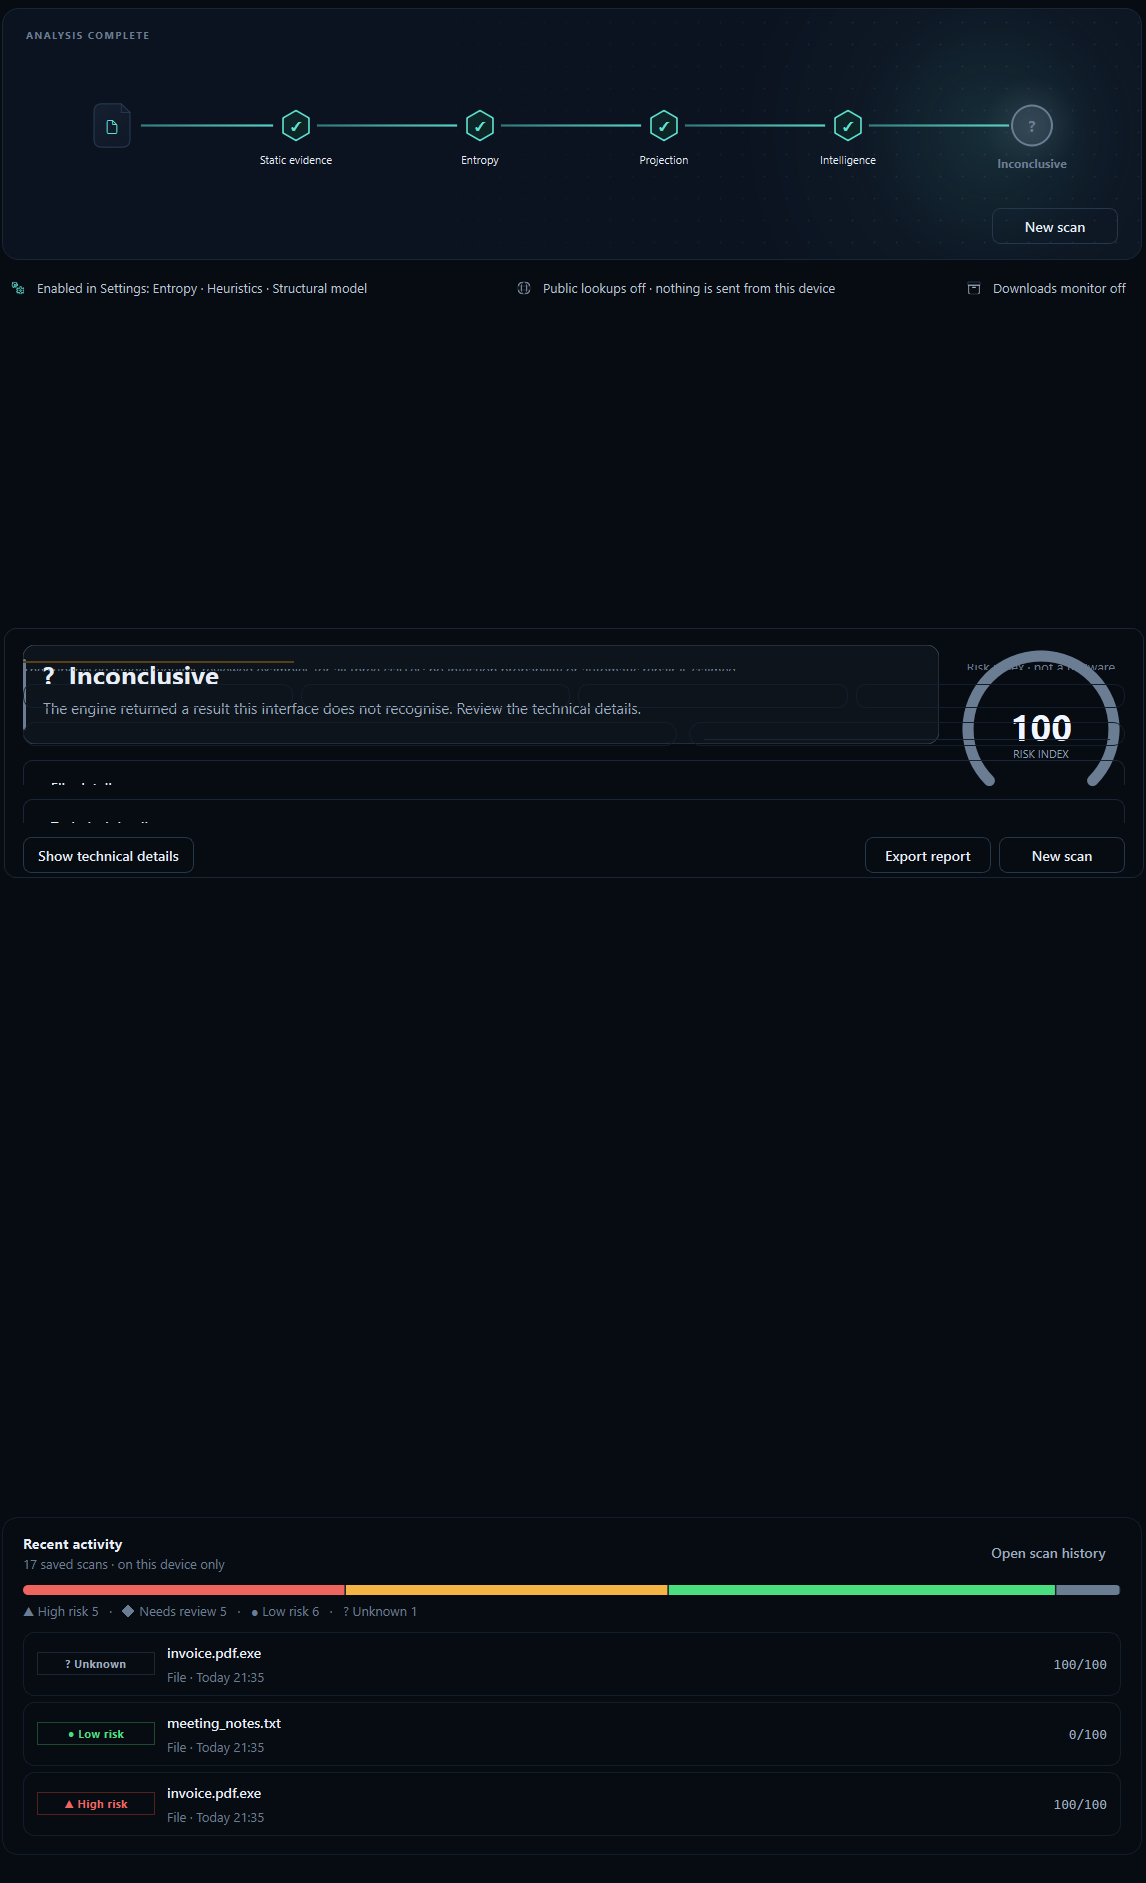 ANALYSIS COMPLETE
✓ ✓ ✓ ✓ ?
Static evidence Entropy Projection Intelligence Inconclusive
New scan
Enabled in Settings: Entropy · Heuristics · Structural model Public lookups off · nothing is sent from this device Downloads monitor off
? Inconclusive
Risk index · not a
The engine returned a result this interface does not recognise. Review the technical details.
100
RISK INDEX
Show technical details Export report New scan
Recent activity
17 saved scans · on this device only
Open scan history
▲ High risk 5 · ◆ Needs review 5 · ● Low risk 6 · ? Unknown 1
? Unknown invoice.pdf.exe
File · Today 21:35
100/100
● Low risk meeting_notes.txt
File · Today 21:35
0/100
▲ High risk invoice.pdf.exe
File · Today 21:35
100/100